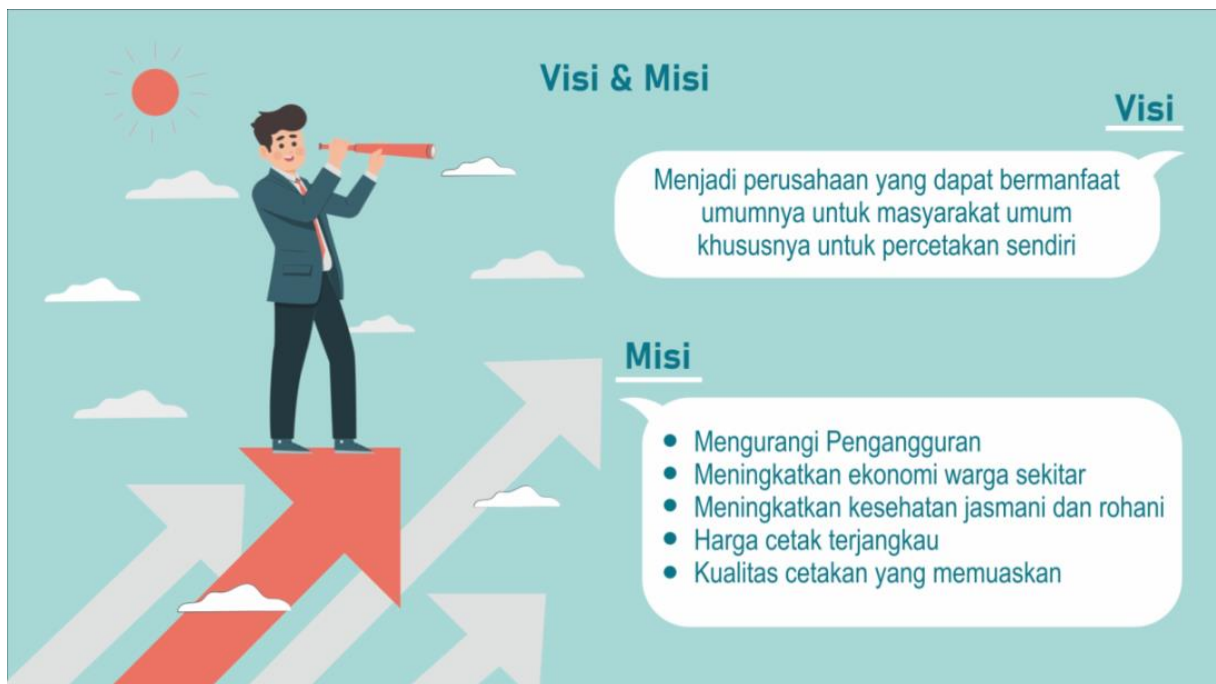 Visi & Misi
Visi
Menjadi perusahaan yang dapat bermanfaat
umumnya untuk masyarakat umum
khususnya untuk percetakan sendiri
Misi
● Mengurangi Pengangguran
● Meningkatkan ekonomi warga sekitar
● Meningkatkan kesehatan jasmani dan rohani
● Harga cetak terjangkau
● Kualitas cetakan yang memuaskan